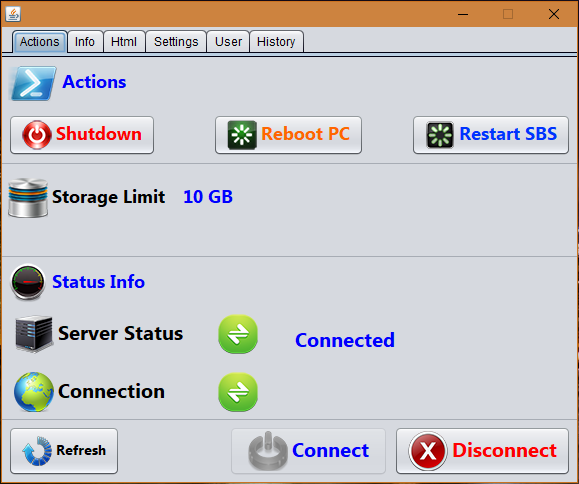 Actions Info Html Settings User History
Actions
Shutdown Reboot PC Restart SBS
Storage Limit 10 GB
Status Info
Server Status
Connected
Connection
Refresh Connect Disconnect